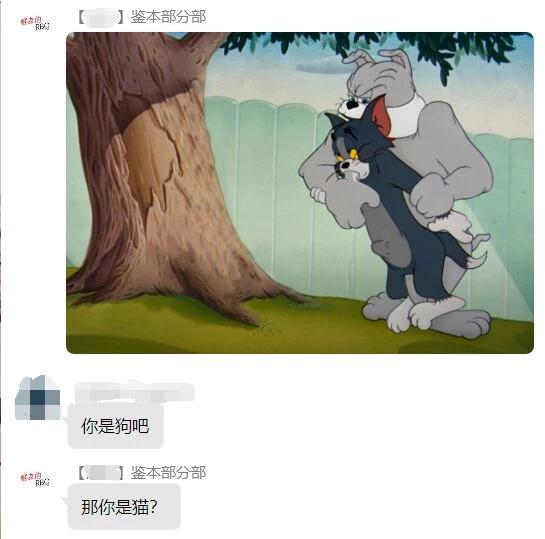 【 】鉴本部分部
你是狗吧
【 】鉴本部分部
那你是猫?